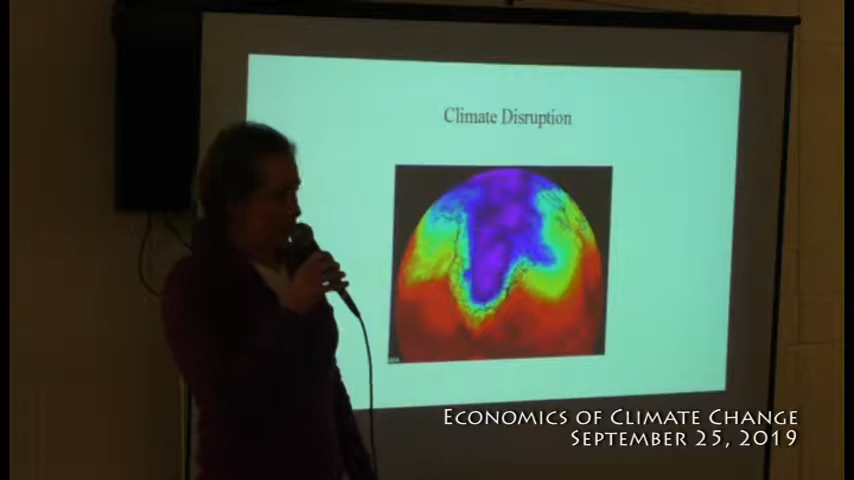 Climate Disruption
Economics of Climate Change
September 25, 2019